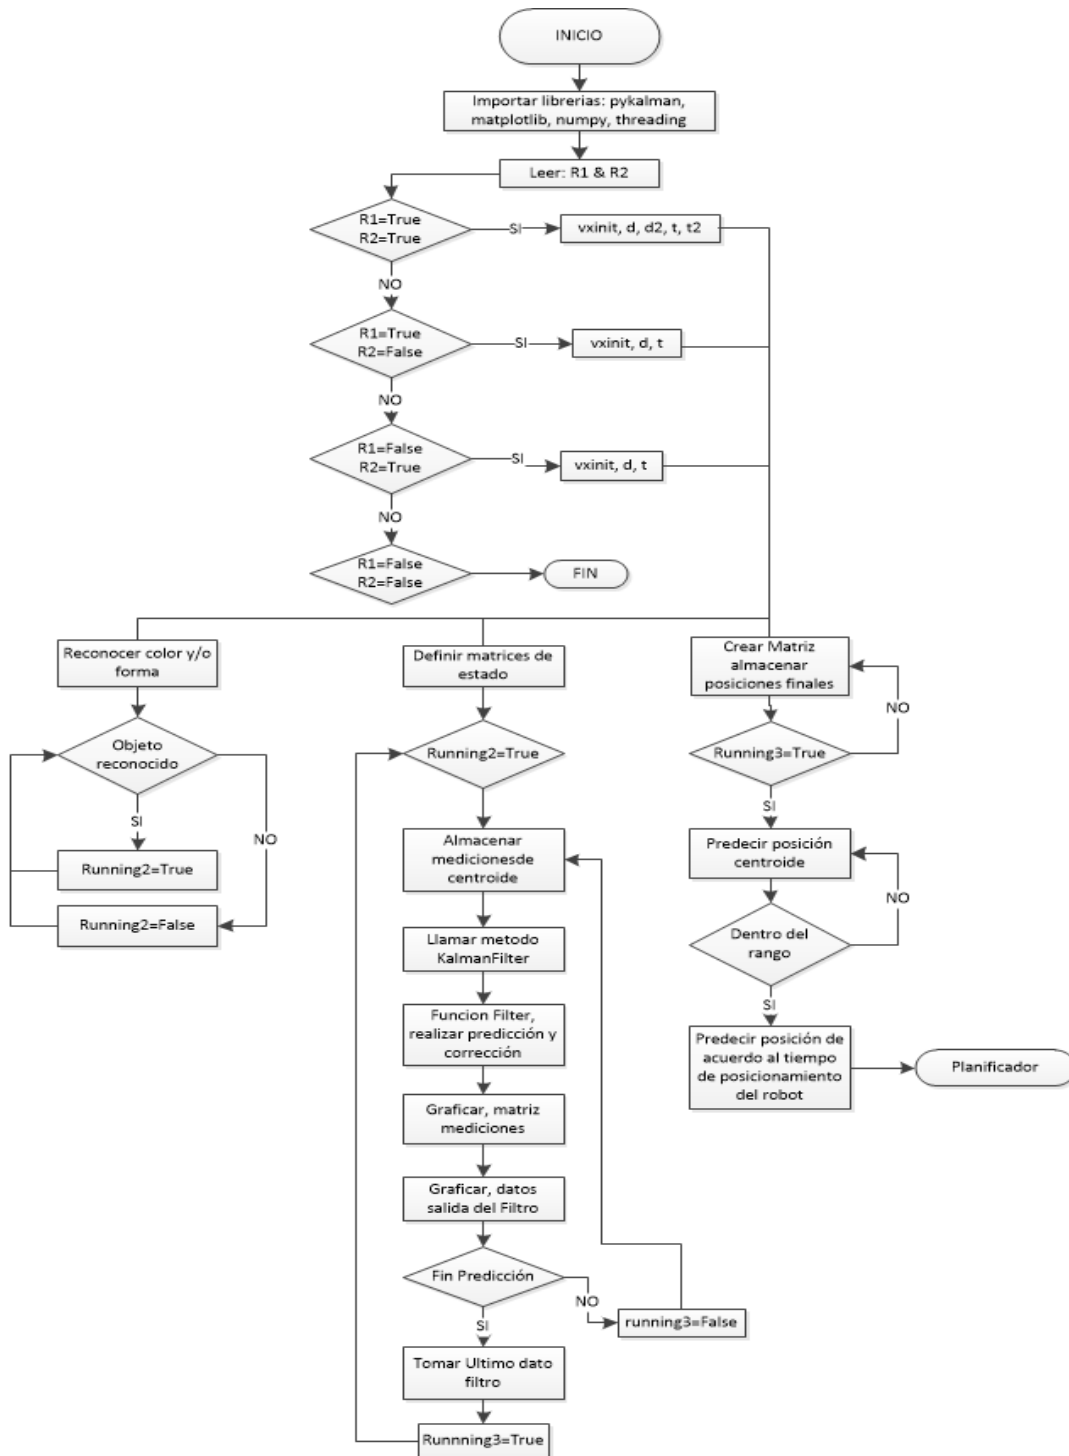 INICIO
Importar librerias: pykalman,
matplotlib, numpy, threading
Leer: R1 & R2
R1=True
R2=True
SI
vxinit, d, d2, t, t2
NO
R1=True
R2=False
SI
vxinit, d, t
NO
R1=False
R2=True
SI
vxinit, d, t
NO
R1=False
R2=False
FIN
Reconocer color y/o
forma
Objeto
reconocido
SI
NO
Running2=True
Running2=False
Definir matrices de
estado
Running2=True
Almacenar
medicionesde
centroide
Llamar metodo
KalmanFilter
Funcion Filter,
realizar predicción y
corrección
Graficar, matriz
mediciones
Graficar, datos
salida del Filtro
Fin Predicción
NO
running3=False
SI
Tomar Ultimo dato
filtro
Runnning3=True
Crear Matriz
almacenar
posiciones finales
NO
Running3=True
SI
Predecir posición
centroide
NO
Dentro del
rango
SI
Predecir posición de
acuerdo al tiempo
de posicionamiento
del robot
Planificador